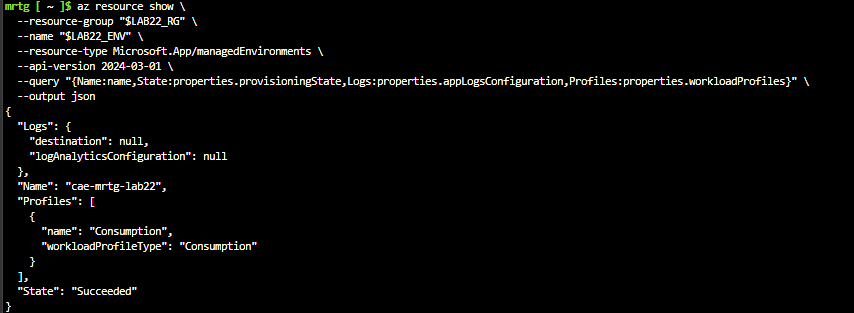 mrtg [ ~ ]$ az resource show \
  --resource-group "$LAB22_RG" \
  --name "$LAB22_ENV" \
  --resource-type Microsoft.App/managedEnvironments \
  --api-version 2024-03-01 \
  --query "{Name:name,State:properties.provisioningState,Logs:properties.appLogsConfiguration,Profiles:properties.workloadProfiles}" \
  --output json
{
  "Logs": {
    "destination": null,
    "logAnalyticsConfiguration": null
  },
  "Name": "cae-mrtg-lab22",
  "Profiles": [
    {
      "name": "Consumption",
      "workloadProfileType": "Consumption"
    }
  ],
  "State": "Succeeded"
}